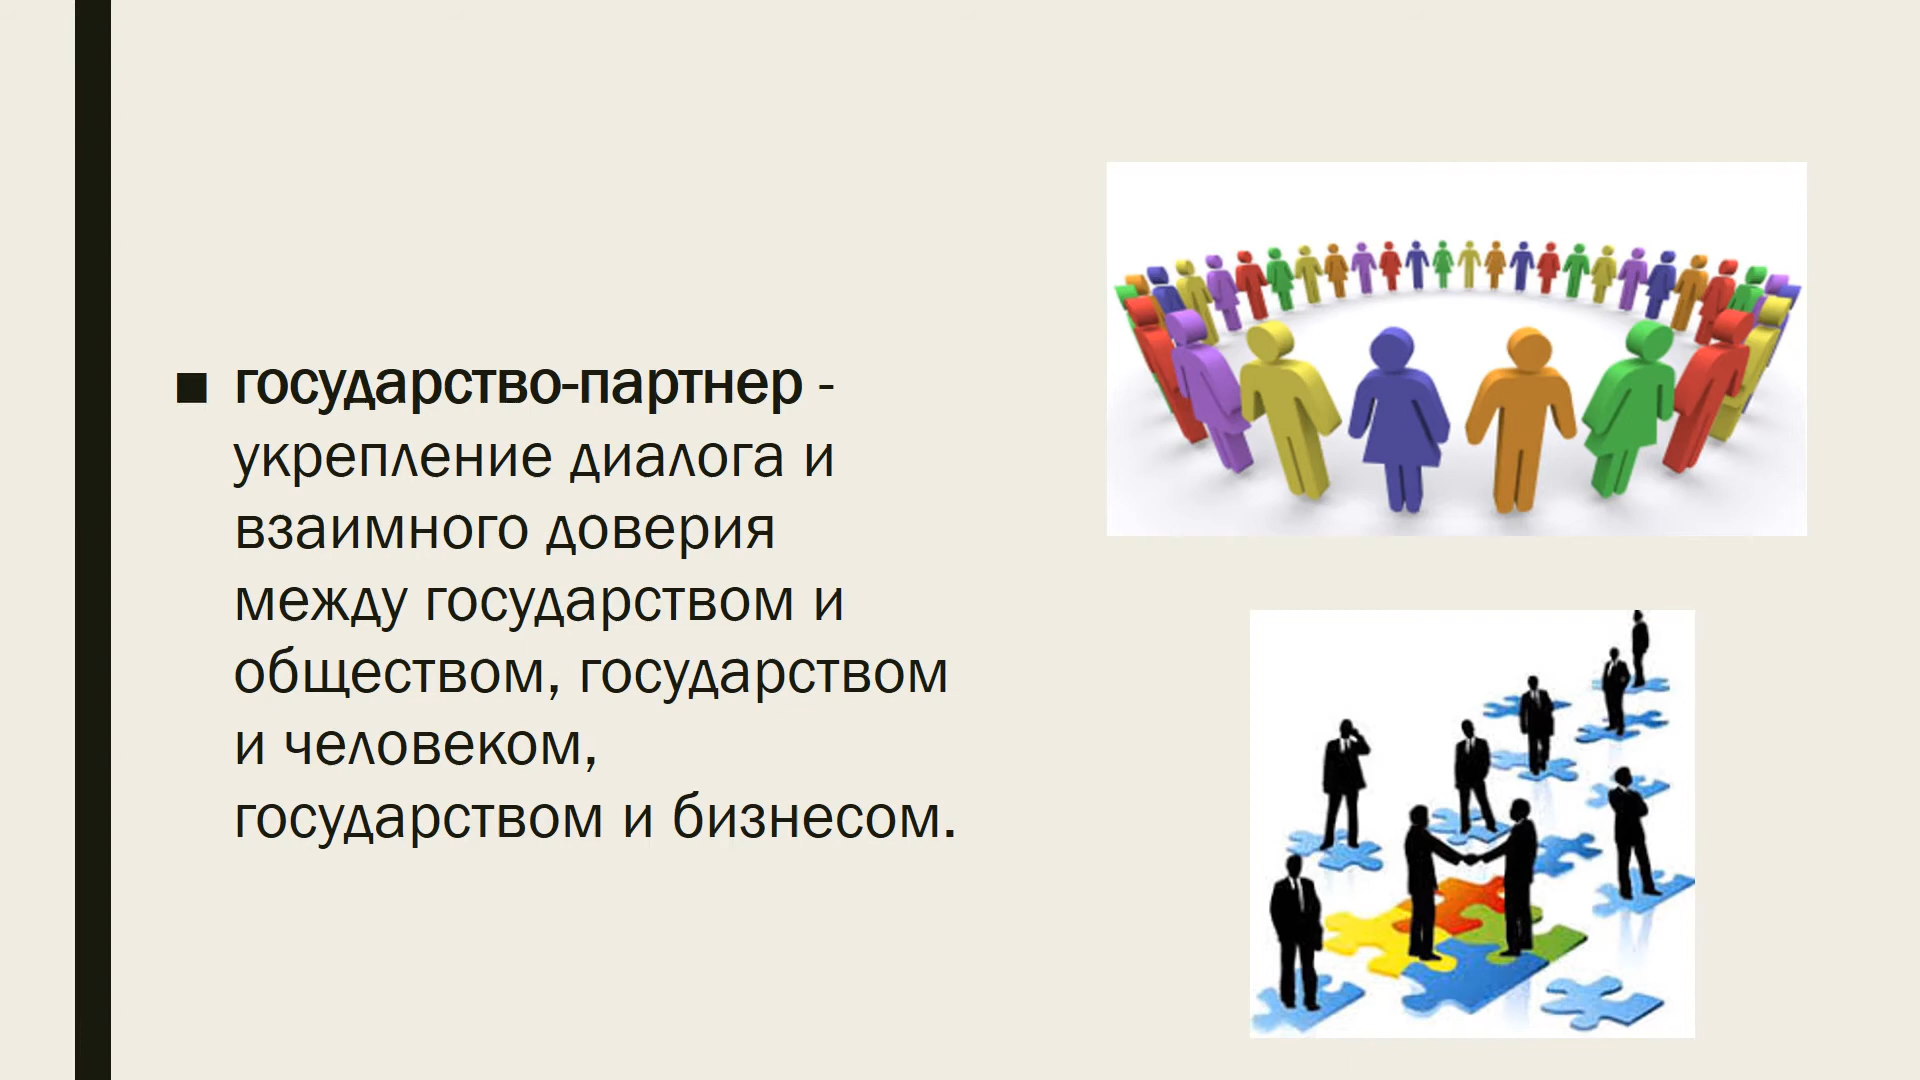 ■ государство-партнер -
укрепление диалога и
взаимного доверия
между государством и
обществом, государством
и человеком,
государством и бизнесом.